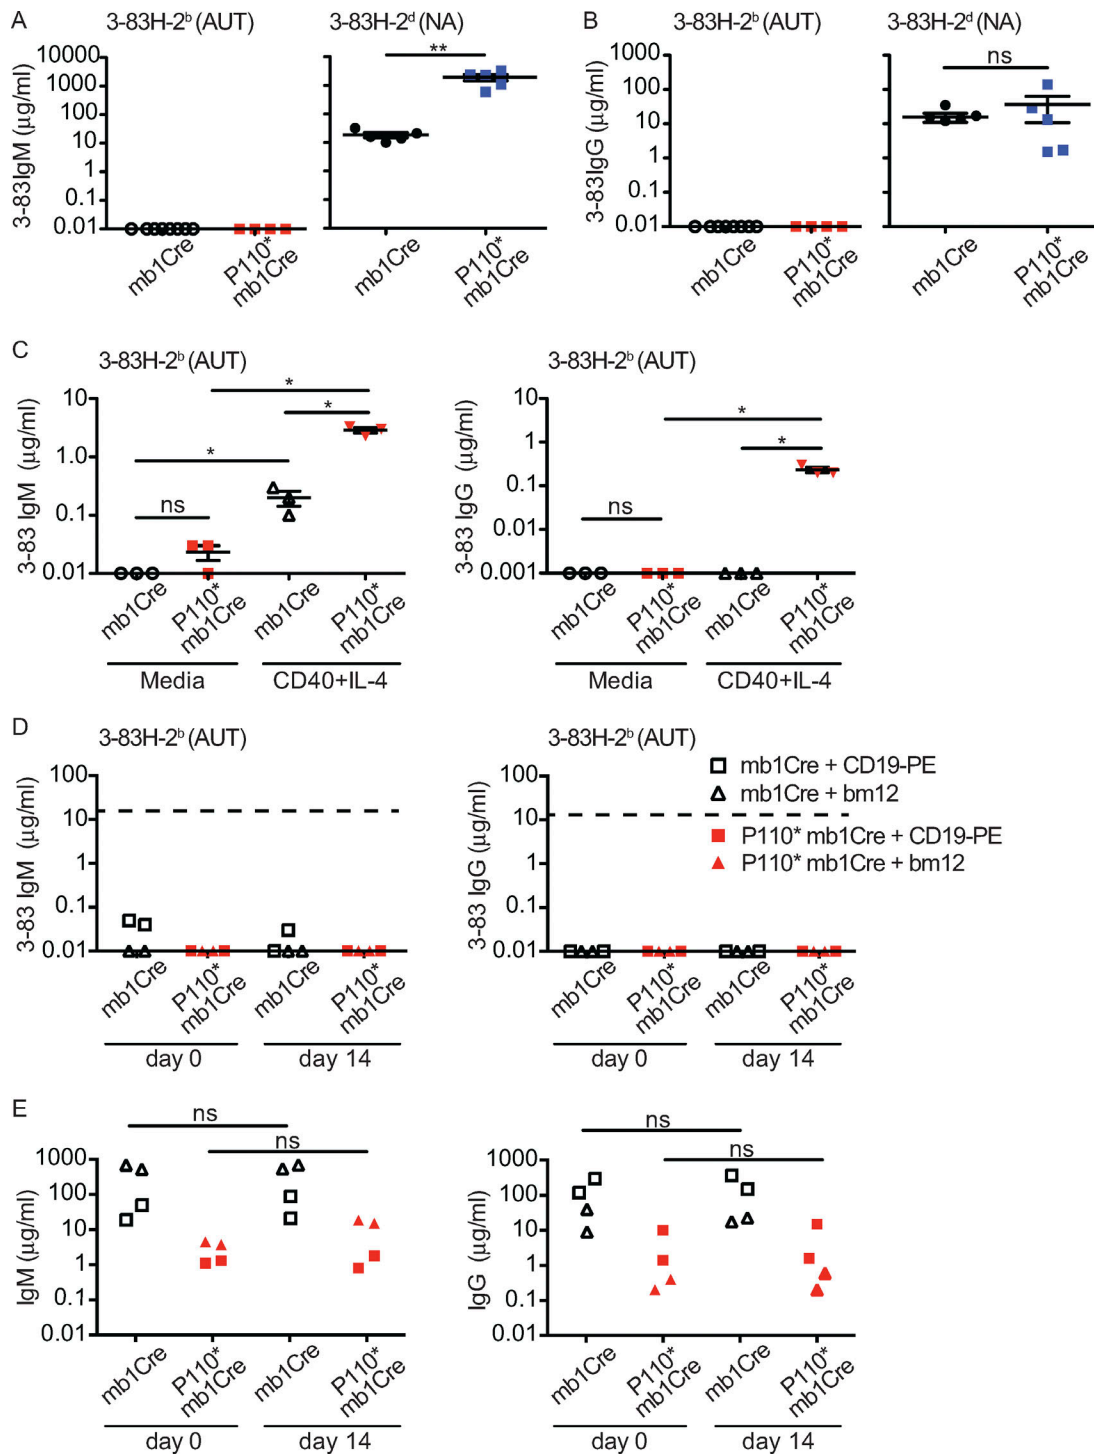 A
3-83H-2ᵇ (AUT)
3-83H-2ᵈ (NA)
3-83IgM (µg/ml)
10000
1000
100
10
1
0.1
0.01
**
mb1Cre
P110* mb1Cre
mb1Cre
P110* mb1Cre
B
3-83H-2ᵇ (AUT)
3-83H-2ᵈ (NA)
3-83IgG (µg/ml)
1000
100
10
1
0.1
0.01
ns
mb1Cre
P110* mb1Cre
mb1Cre
P110* mb1Cre
C
3-83H-2ᵇ (AUT)
3-83 IgM (µg/ml)
10
1.0
0.1
0.01
*
*
*
ns
mb1Cre
P110* mb1Cre
mb1Cre
P110* mb1Cre
Media
CD40+IL-4
3-83H-2ᵇ (AUT)
3-83 IgG (µg/ml)
10
1
0.1
0.01
0.001
*
*
ns
mb1Cre
P110* mb1Cre
mb1Cre
P110* mb1Cre
Media
CD40+IL-4
D
3-83H-2ᵇ (AUT)
3-83 IgM (µg/ml)
100
10
1
0.1
0.01
mb1Cre
P110* mb1Cre
mb1Cre
P110* mb1Cre
day 0
day 14
3-83H-2ᵇ (AUT)
3-83 IgG (µg/ml)
100
10
1
0.1
0.01
mb1Cre + CD19-PE
mb1Cre + bm12
P110* mb1Cre + CD19-PE
P110* mb1Cre + bm12
mb1Cre
P110* mb1Cre
mb1Cre
P110* mb1Cre
day 0
day 14
E
IgM (µg/ml)
1000
100
10
1
0.1
0.01
ns
ns
mb1Cre
P110* mb1Cre
mb1Cre
P110* mb1Cre
day 0
day 14
IgG (µg/ml)
1000
100
10
1
0.1
0.01
ns
ns
mb1Cre
P110* mb1Cre
mb1Cre
P110* mb1Cre
day 0
day 14